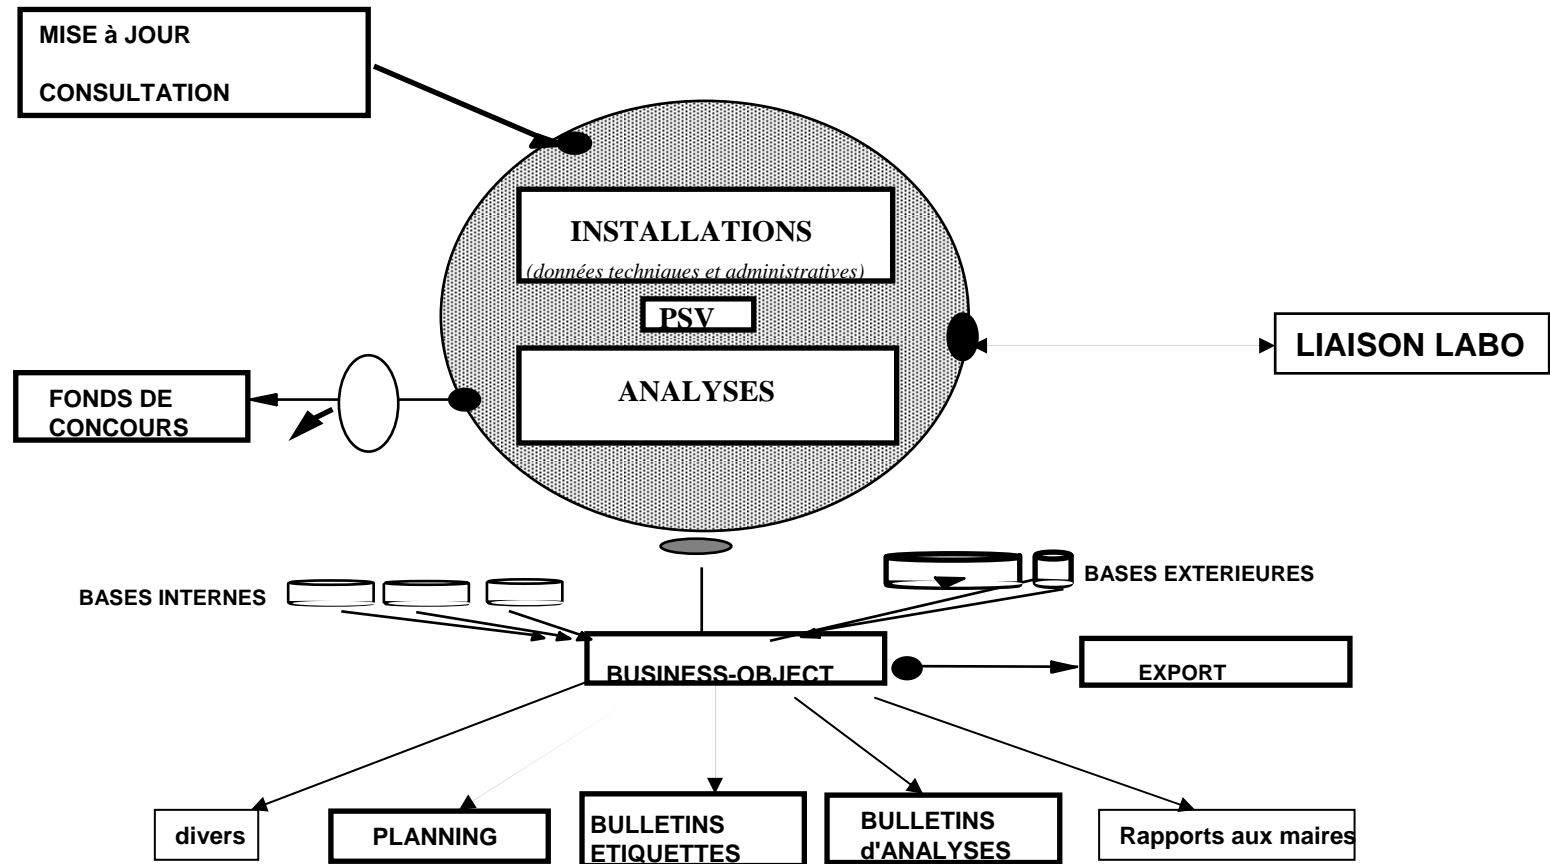 MISE à JOUR
CONSULTATION
INSTALLATIONS
(données techniques et administratives)
PSV
ANALYSES
LIAISON LABO
FONDS DE
CONCOURS
BASES INTERNES
BASES EXTERIEURES
BUSINESS-OBJECT
EXPORT
divers
PLANNING
BULLETINS
ETIQUETTES
BULLETINS
d'ANALYSES
Rapports aux maires